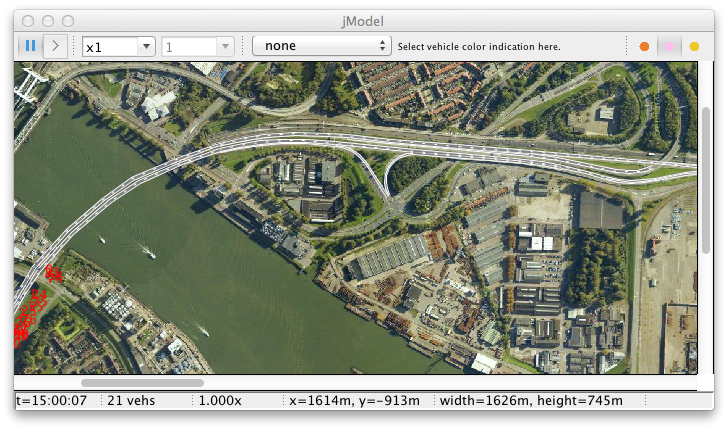 jModel
x1 1 none Select vehicle color indication here.
t=15:00:07 21 vehs 1.000x x=1614m, y=-913m width=1626m, height=745m